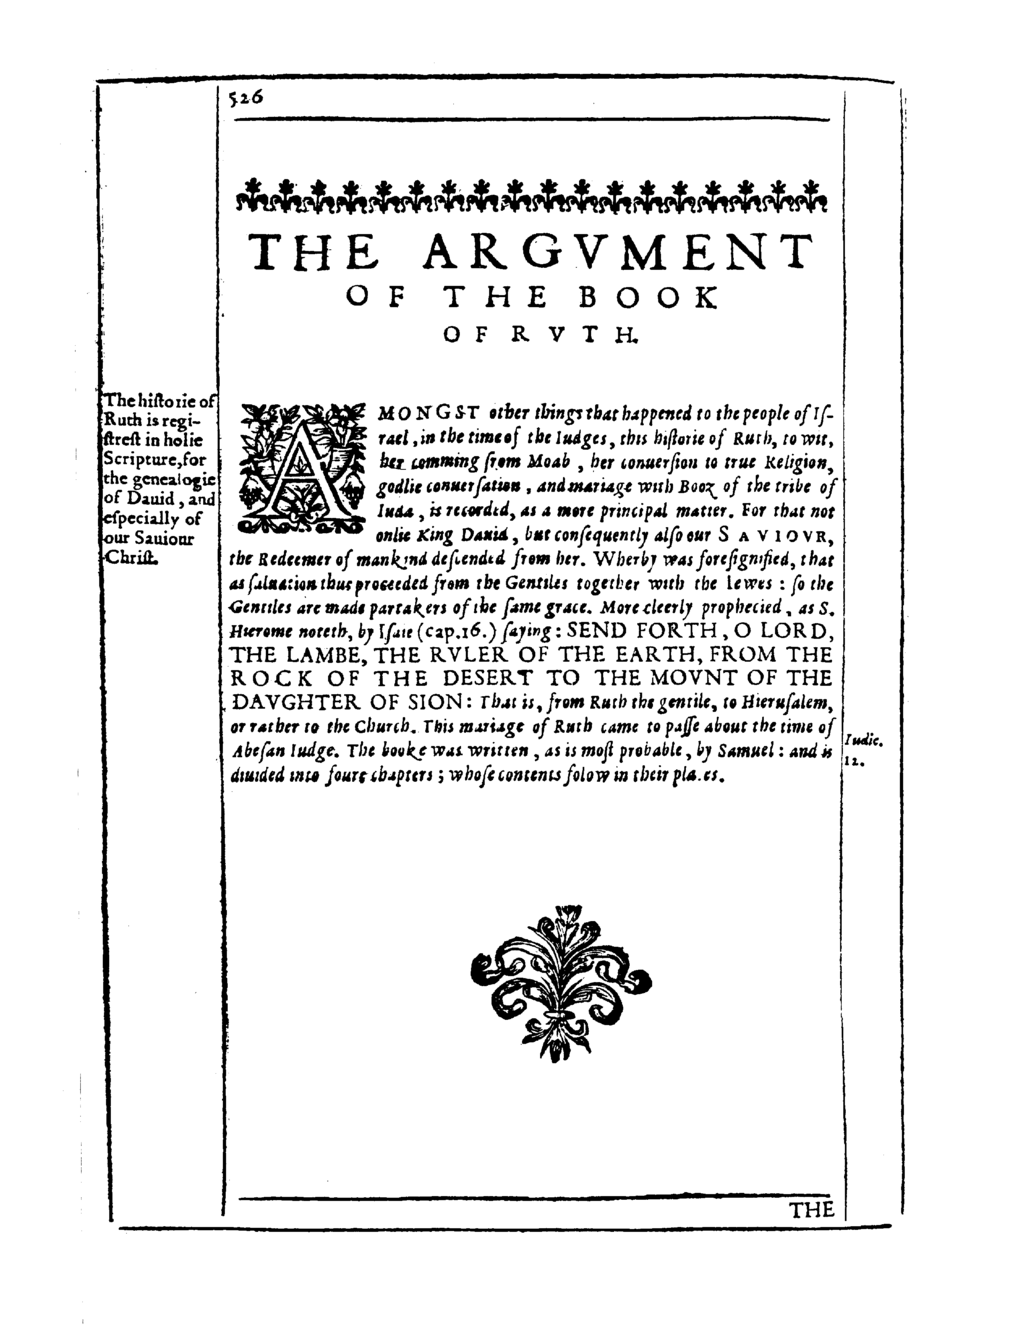 526
THE ARGVMENT
OF THE BOOK
OF RVTH.
The historie of
Ruth is regi-
strest in holie
Scripture, for
the genealogie
of Dauid, and
especially of
our Sauiour
Christ.
AMONGST other things that happened to the people of Is-
rael, in the time of the Iudges, this historie of Ruth, to wit,
her comming from Moab, her conuersion to true Religion,
godlie conuersation, and mariage with Booz of the tribe of
Iuda, is recorded, as a more principal matter. For that not
onlie King Dauid, but consequently also our SAVIOVR,
the Redeemer of mankind descended from her. Wherby was foresignified, that
as saluation thus proceeded from the Gentiles together with the Iewes: so the
Gentiles are made partakers of the same grace. More cleerly prophecied, as S.
Hierome noteth, by Isaie (cap.16.) saying: SEND FORTH, O LORD,
THE LAMBE, THE RVLER OF THE EARTH, FROM THE
ROCK OF THE DESERT TO THE MOVNT OF THE
DAVGHTER OF SION: That is, from Ruth the gentile, to Hierusalem,
or rather to the Church. This mariage of Ruth came to passe about the time of
Abesan Iudge. The booke was written, as is most probable, by Samuel: and is
diuided into foure chapters; whose contents folow in their places.
Iudic.
12.
THE